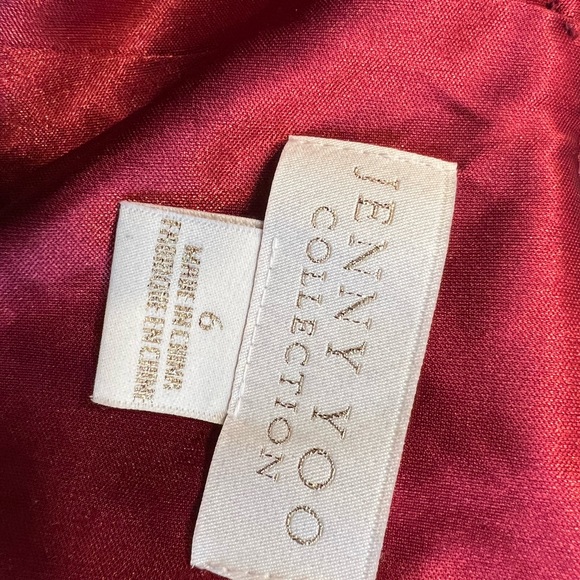 JENNY YOO
COLLECTION
6
MADE IN CHINA
FABRIQUÉ EN CHINE